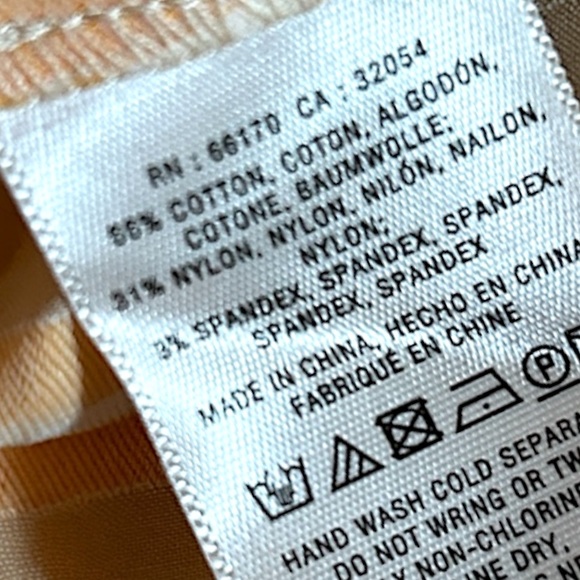 RN : 66170 CA : 32054
66% COTTON, COTON, ALGODÓN,
COTONE, BAUMWOLLE;
31% NYLON, NYLON, NILÓN, NAILON,
NYLON;
3% SPANDEX, SPANDEX, SPANDEX,
SPANDEX, SPANDEX
MADE IN CHINA, HECHO EN CHINA
FABRIQUÉ EN CHINE
P
HAND WASH COLD SEPARA
DO NOT WRING OR TW
NON-CHLORINE
DRY.